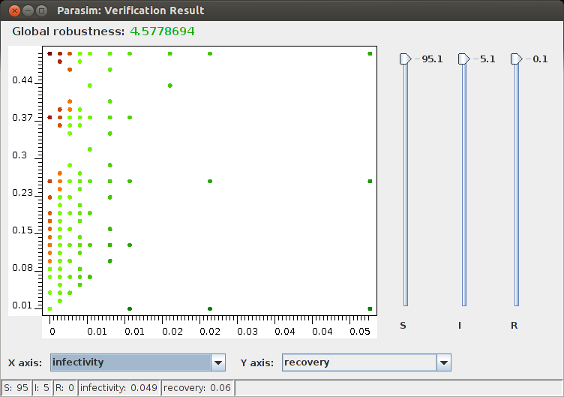 Parasim: Verification Result
Global robustness: 4.5778694
95.1 5.1 0.1
0.44
0.37
0.3
0.23
0.15
0.08
0.01
0 0.01 0.01 0.02 0.02 0.03 0.04 0.04 0.05
S I R
X axis: infectivity Y axis: recovery
S: 95 I: 5 R: 0 infectivity: 0.049 recovery: 0.06